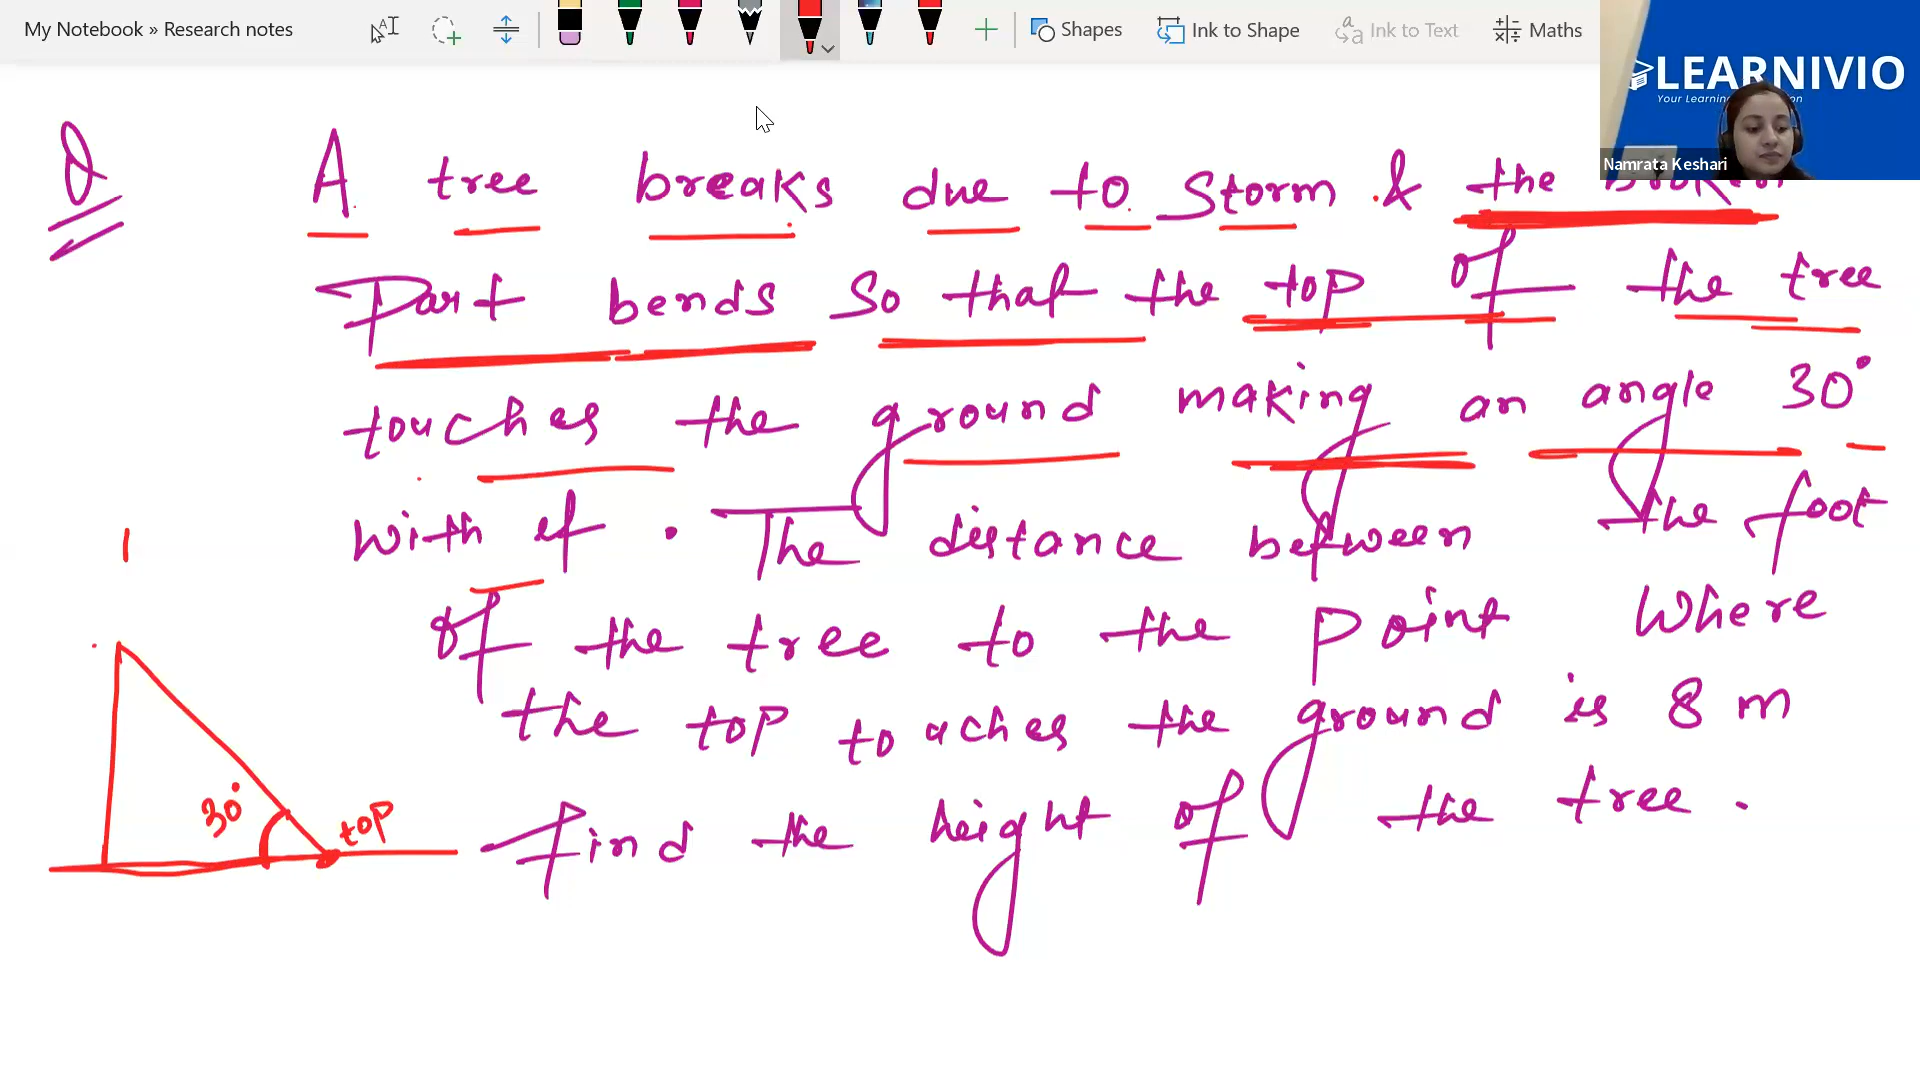 My Notebook » Research notes
Shapes
Ink to Shape
Ink to Text
Maths
LEARNIVIO
Namrata Keshari
Q
A tree breaks due to Storm & the
Part bends so that the top of the tree
touches the ground making an angle 30°
with it . The distance between the foot
of the tree to the point where
the top touches the ground is 8 m
find the height of the tree .
30°
top